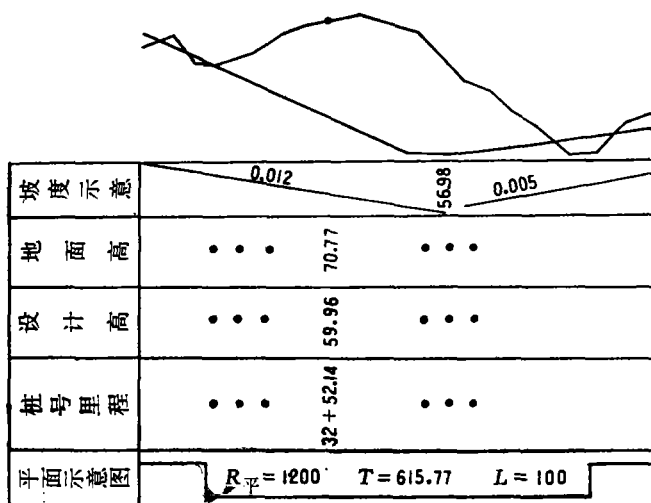 坡度示意 0.012 56.98 0.005
地面高 70.77
设计高 59.96
桩号里程 32+52.14
平面示意图 R平=1200 T=615.77 L=100